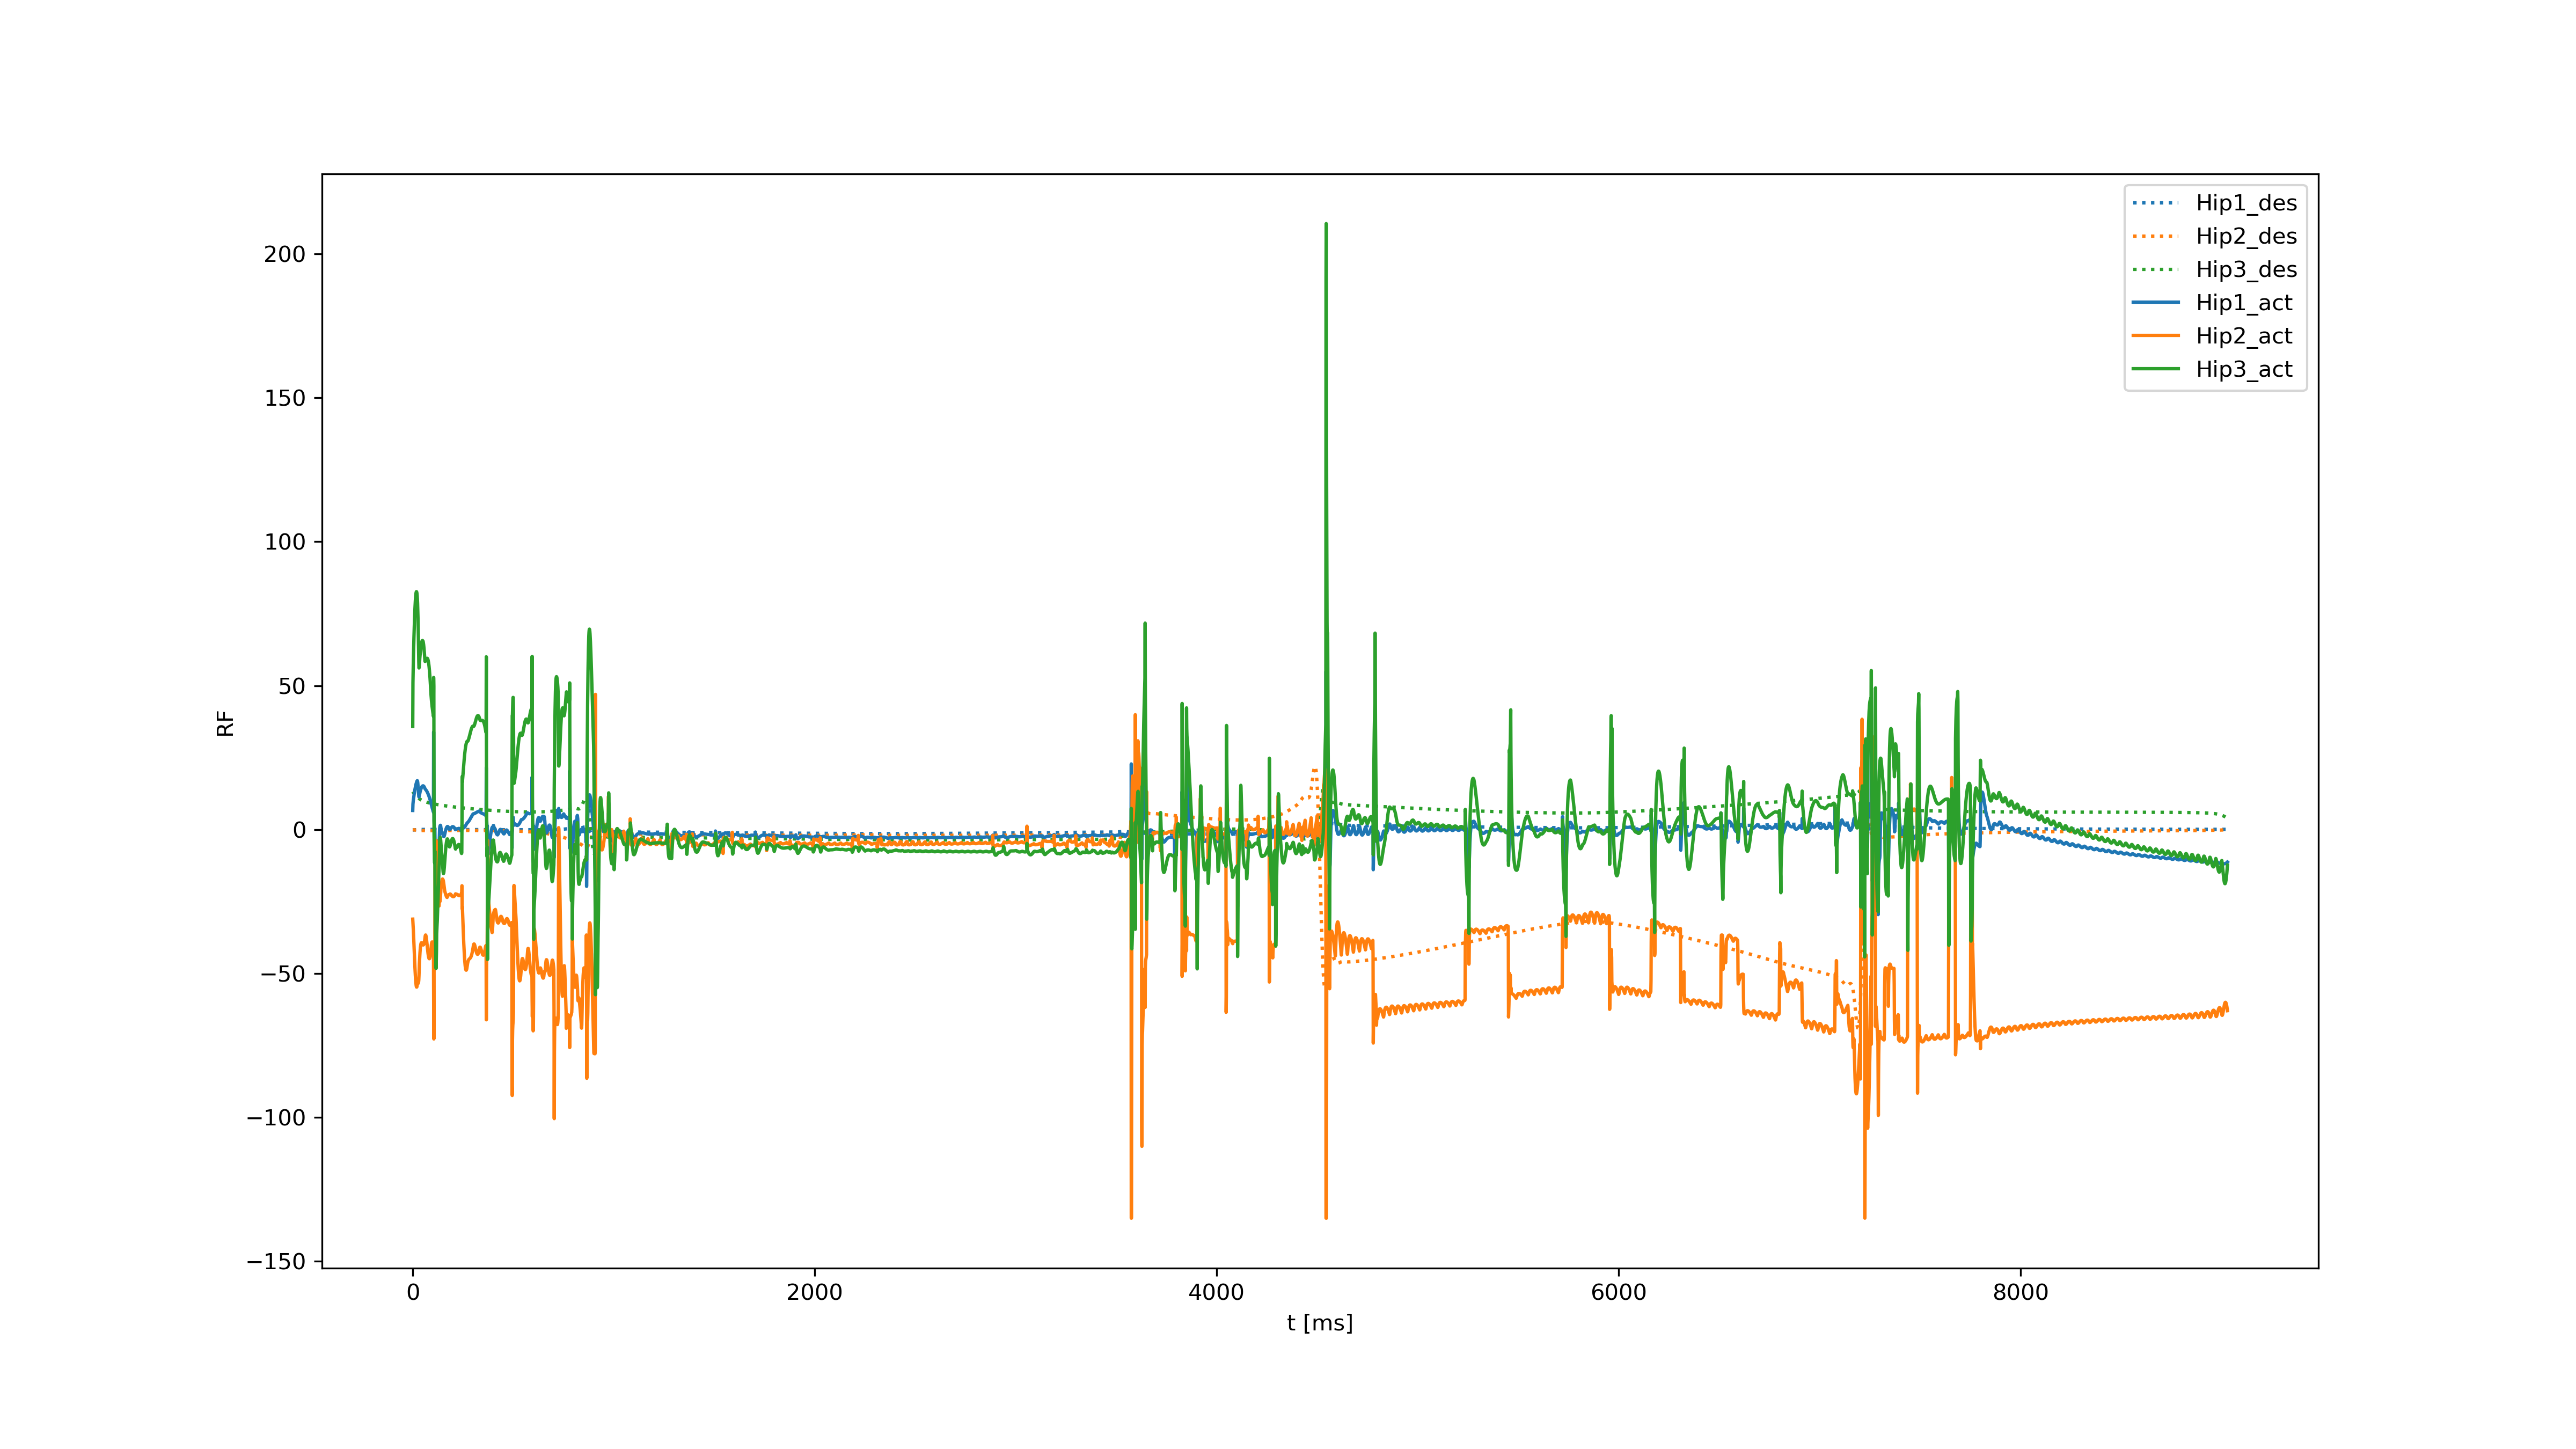 Hip1_des
Hip2_des
Hip3_des
Hip1_act
Hip2_act
Hip3_act
200
150
100
50
0
−50
−100
−150
RF
0 2000 4000 6000 8000
t [ms]